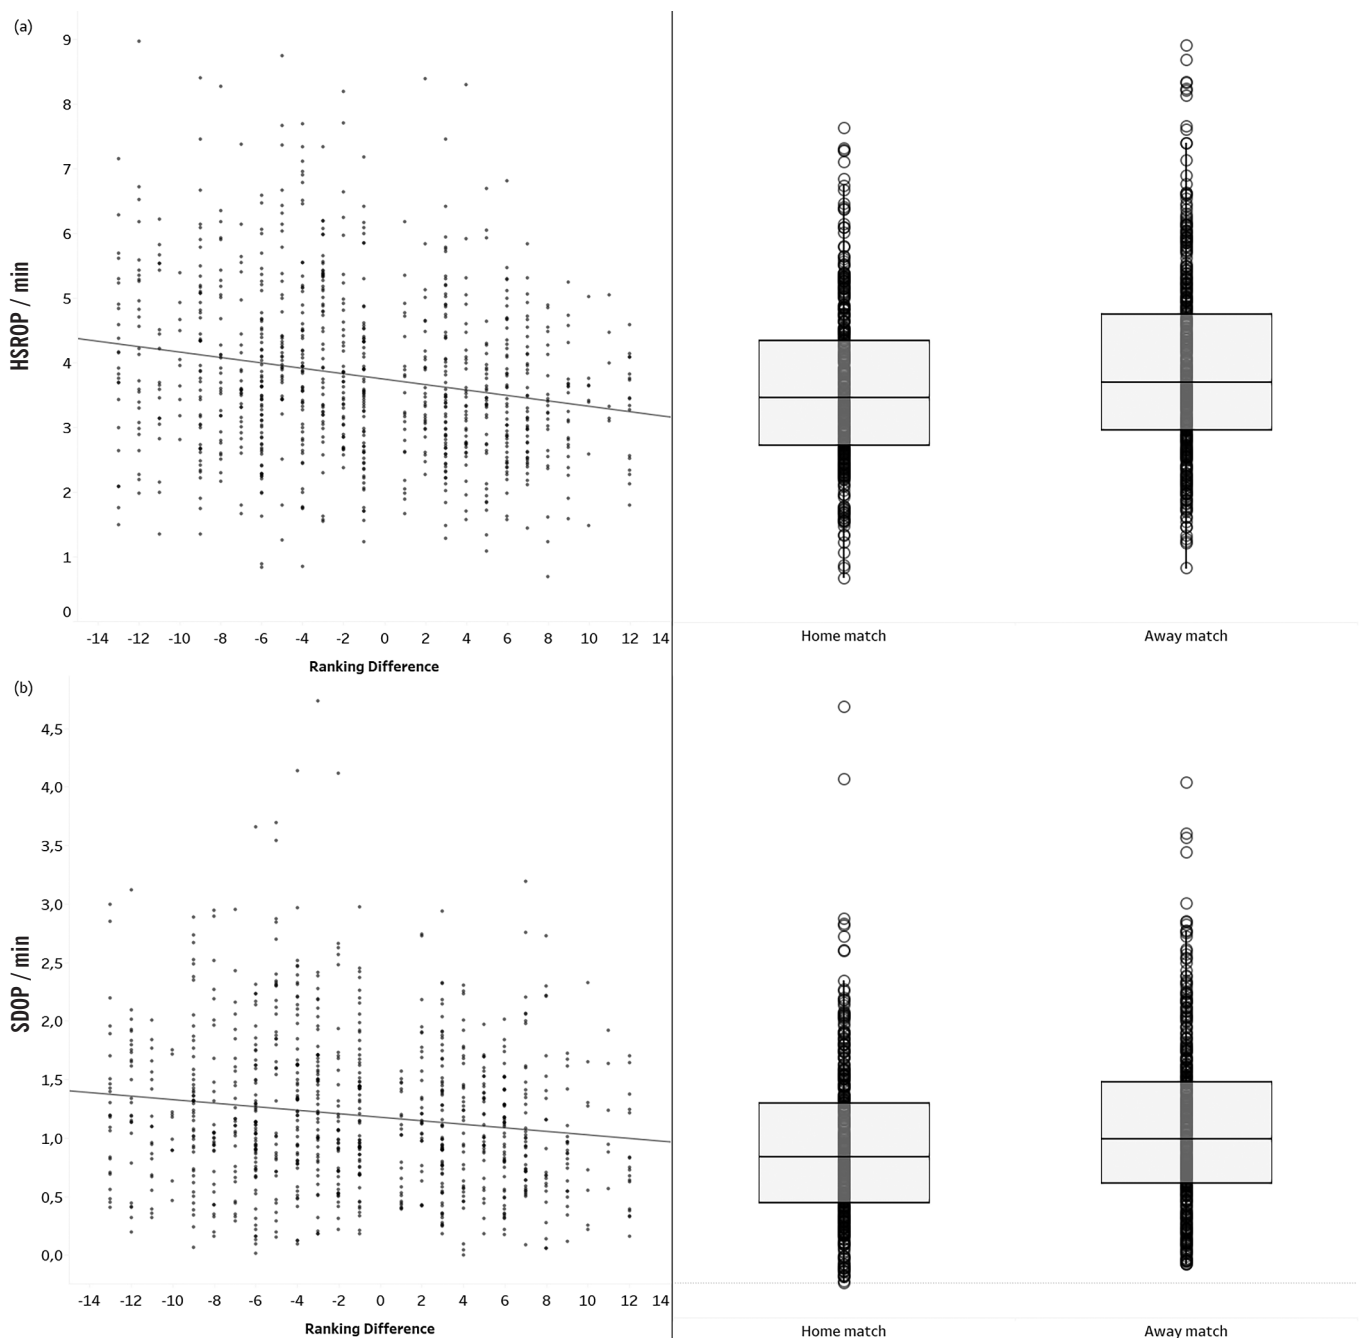 (a)
HSROP / min
9
8
7
6
5
4
3
2
1
0
-14 -12 -10 -8 -6 -4 -2 0 2 4 6 8 10 12 14
Ranking Difference
Home match Away match
(b)
SDOP / min
4,5
4,0
3,5
3,0
2,5
2,0
1,5
1,0
0,5
0,0
-14 -12 -10 -8 -6 -4 -2 0 2 4 6 8 10 12 14
Ranking Difference
Home match Away match